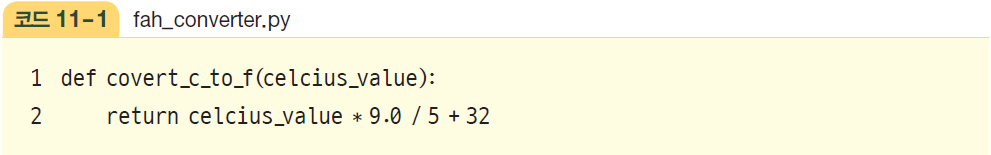 코드 11-1 fah_converter.py
1 def covert_c_to_f(celcius_value):
2 return celcius_value * 9.0 / 5 + 32